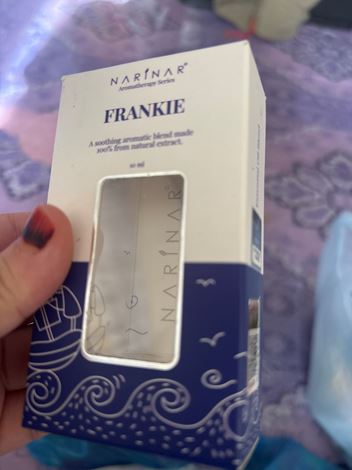 NARINAR®
Aromatherapy Series
FRANKIE
A soothing aromatic blend made
100% from natural extract.
10 ml
NARINAR®